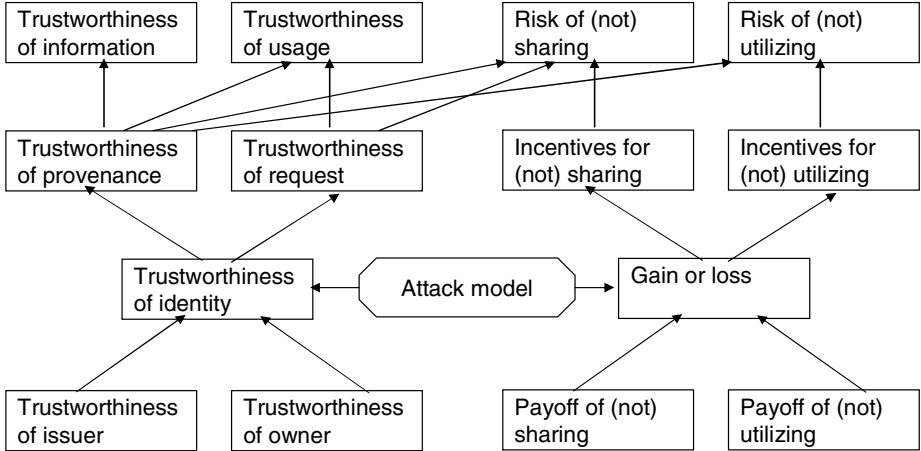 Trustworthiness
of information
Trustworthiness
of usage
Risk of (not)
sharing
Risk of (not)
utilizing
Trustworthiness
of provenance
Trustworthiness
of request
Incentives for
(not) sharing
Incentives for
(not) utilizing
Trustworthiness
of identity
Attack model
Gain or loss
Trustworthiness
of issuer
Trustworthiness
of owner
Payoff of (not)
sharing
Payoff of (not)
utilizing